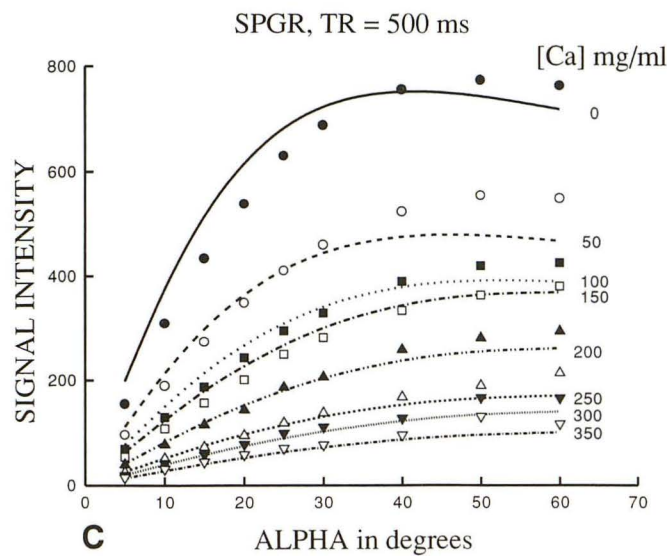 SPGR, TR = 500 ms
[Ca] mg/ml
SIGNAL INTENSITY
800
600
400
200
0
0
50
100
150
200
250
300
350
0 10 20 30 40 50 60 70
C
ALPHA in degrees